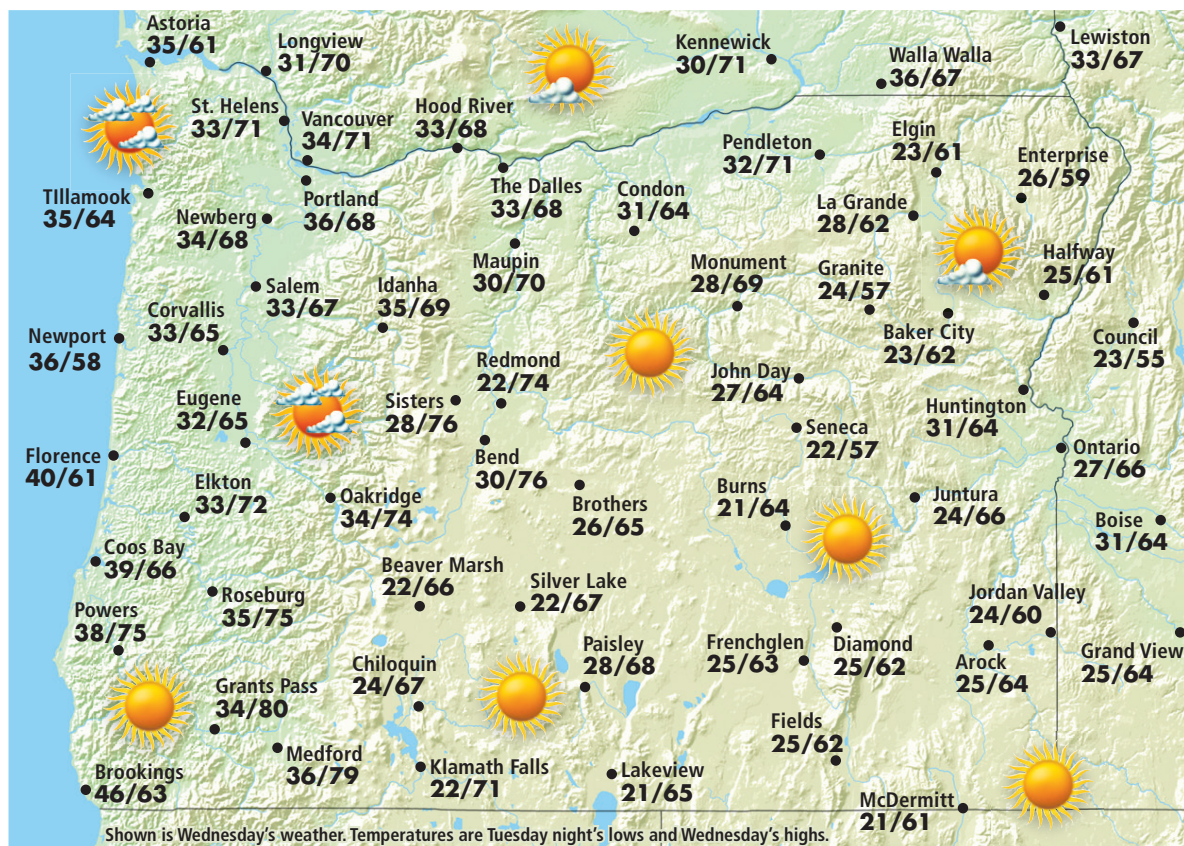 Astoria
35/61
Longview
31/70
Kennewick
30/71
Walla Walla
36/67
Lewiston
33/67
St. Helens
33/71
Vancouver
34/71
Hood River
33/68
Pendleton
32/71
Elgin
23/61
Enterprise
26/59
TIllamook
35/64
Newberg
34/68
Portland
36/68
The Dalles
33/68
Condon
31/64
La Grande
28/62
Maupin
30/70
Monument
28/69
Granite
24/57
Halfway
25/61
Salem
33/67
Idanha
35/69
Corvallis
33/65
Newport
36/58
Baker City
23/62
Council
23/55
Redmond
22/74
John Day
27/64
Eugene
32/65
Sisters
28/76
Huntington
31/64
Seneca
22/57
Florence
40/61
Bend
30/76
Ontario
27/66
Elkton
33/72
Oakridge
34/74
Brothers
26/65
Burns
21/64
Juntura
24/66
Boise
31/64
Coos Bay
39/66
Beaver Marsh
22/66
Silver Lake
22/67
Roseburg
35/75
Jordan Valley
24/60
Powers
38/75
Paisley
28/68
Frenchglen
25/63
Diamond
25/62
Arock
25/64
Grand View
25/64
Chiloquin
24/67
Grants Pass
34/80
Fields
25/62
Medford
36/79
Klamath Falls
22/71
Lakeview
21/65
Brookings
46/63
McDermitt
21/61
Shown is Wednesday's weather. Temperatures are Tuesday night's lows and Wednesday's highs.